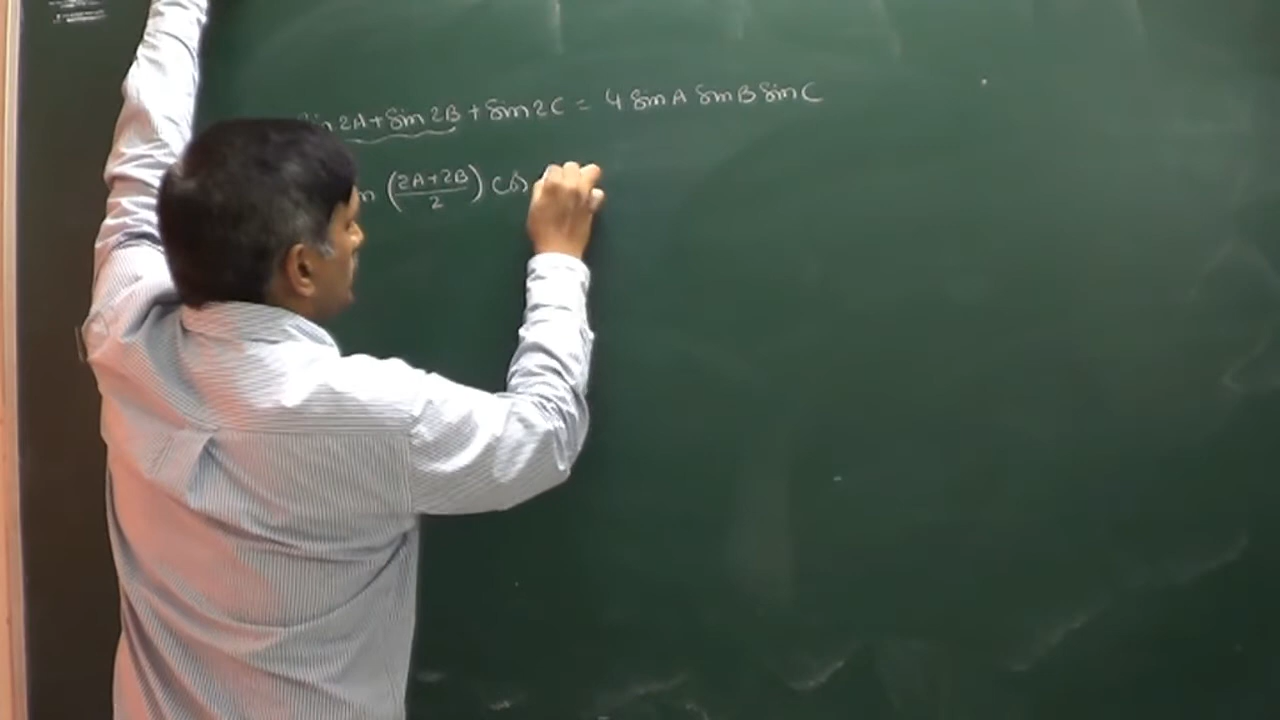 2A + Sin 2B + Sin 2C = 4 Sin A Sin B Sin C
(2A+2B/2) Cos